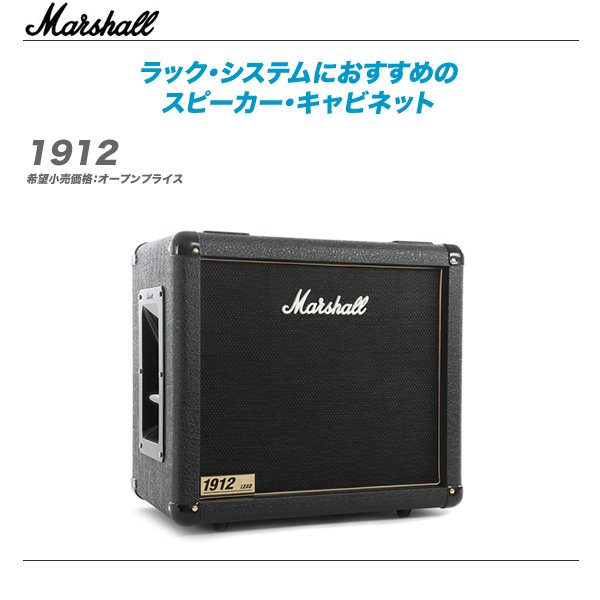 Marshall
ラック・システムにおすすめの
スピーカー・キャビネット
1912
希望小売価格：オープンプライス
Marshall
1912 LEAD